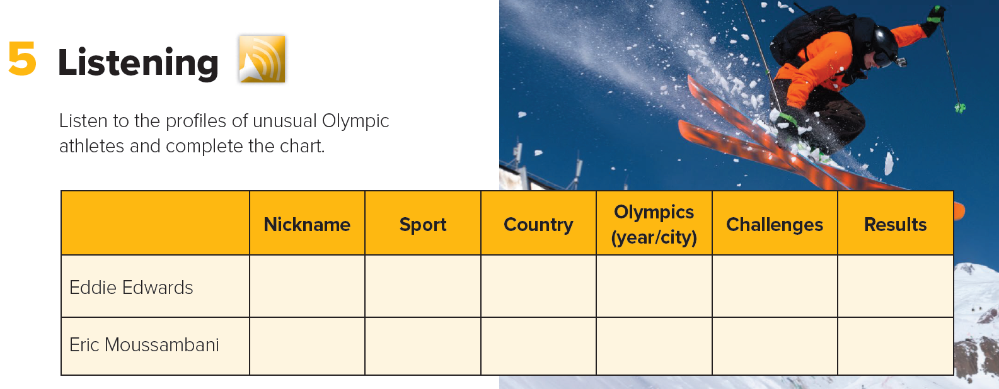 5 Listening
Listen to the profiles of unusual Olympic
athletes and complete the chart.
Nickname
Sport
Country
Olympics
(year/city)
Challenges
Results
Eddie Edwards
Eric Moussambani